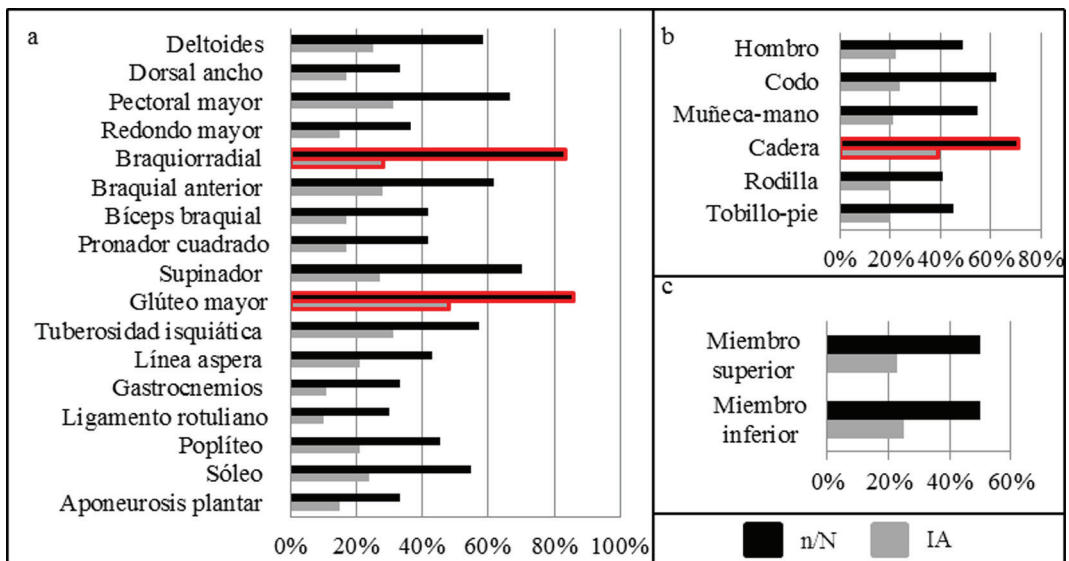 a
Deltoides
Dorsal ancho
Pectoral mayor
Redondo mayor
Braquiorradial
Braquial anterior
Bíceps braquial
Pronador cuadrado
Supinador
Glúteo mayor
Tuberosidad isquiática
Línea aspera
Gastrocnemios
Ligamento rotuliano
Poplíteo
Sóleo
Aponeurosis plantar
0% 20% 40% 60% 80% 100%
b
Hombro
Codo
Muñeca-mano
Cadera
Rodilla
Tobillo-pie
0% 20% 40% 60% 80%
c
Miembro
superior
Miembro
inferior
0% 20% 40% 60%
n/N IA